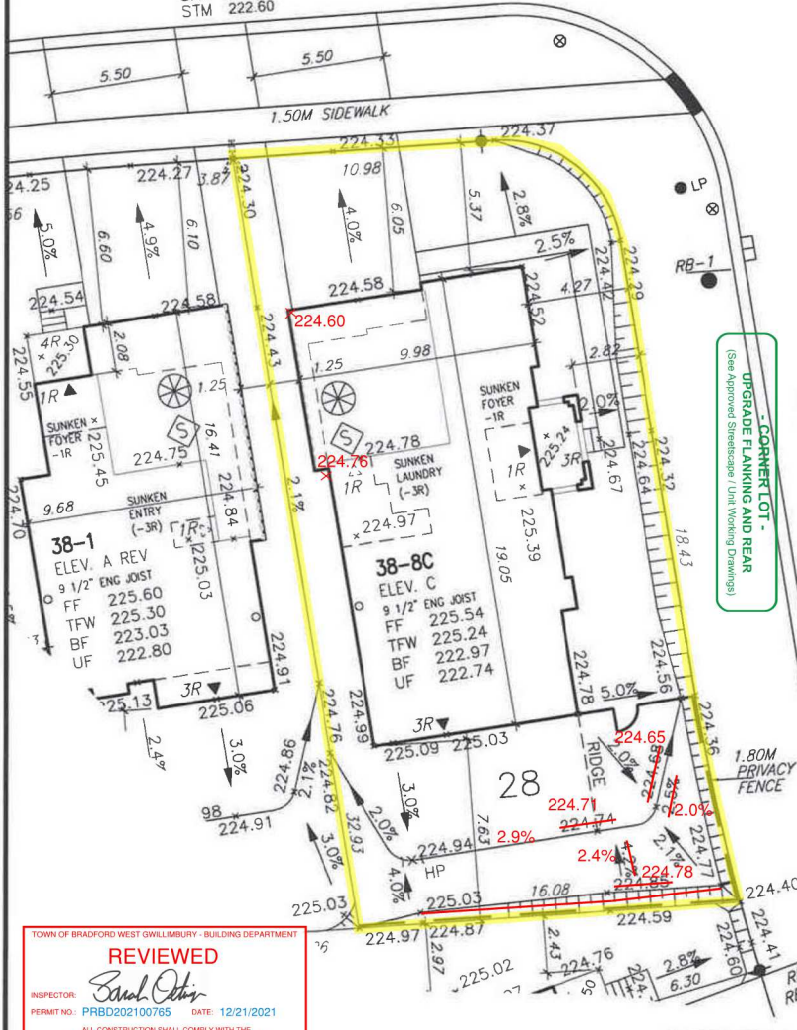 STM 222.60
5.50
5.50
1.50M SIDEWALK
224.33
224.37
224.25
224.27
3.87
224.30
10.98
LP
5.0%
6.60
4.9%
6.10
4.0%
6.05
5.37
2.8%
2.5%
RB-1
224.54
224.58
224.58
224.52
4.27
224.42
224.29
4R
225.30
2.08
224.60
224.43
224.55
1R
1.25
1.25
9.98
2.82
SUNKEN
FOYER
-1R
225.45
S
16.41
224.75
S
224.78
SUNKEN
FOYER
-1R
1R
225.24
3R
2.0%
224.67
224.64
224.32
- CORNER LOT -
UPGRADE FLANKING AND REAR
(See Approved Streetscape / Unit Working Drawings)
224.70
9.68
SUNKEN
ENTRY
(-3R)
224.84
2.1%
224.76
1R
SUNKEN
LAUNDRY
(-3R)
224.97
225.39
18.43
1R
225.03
38-1
ELEV. A REV
9 1/2" ENG JOIST
FF 225.60
TFW 225.30
BF 223.03
UF 222.80
38-8C
ELEV. C
9 1/2" ENG JOIST
FF 225.54
TFW 225.24
BF 222.97
UF 222.74
19.05
224.91
224.78
224.56
5.0%
225.13
3R
225.06
224.76
224.99
3R
225.09
225.03
224.36
2.4%
3.0%
224.86
2.1%
224.82
3.0%
RIDGE
2.0%
224.65
224.68
1.80M
PRIVACY
FENCE
28
98
224.91
3.0%
32.93
2.0%
7.63
224.94
HP
2.9%
224.71
224.74
2.0%
2.1%
4.0%
2.4%
224.78
224.77
225.03
225.03
16.08
224.40
224.97
224.87
224.59
2.97
2.43
225.02
224.76
224.60
224.41
2.8%
6.30
TOWN OF BRADFORD WEST GWILLIMBURY - BUILDING DEPARTMENT
REVIEWED
INSPECTOR:
PERMIT NO.: PRBD202100765 DATE: 12/21/2021
ALL CONSTRUCTION SHALL COMPLY WITH THE